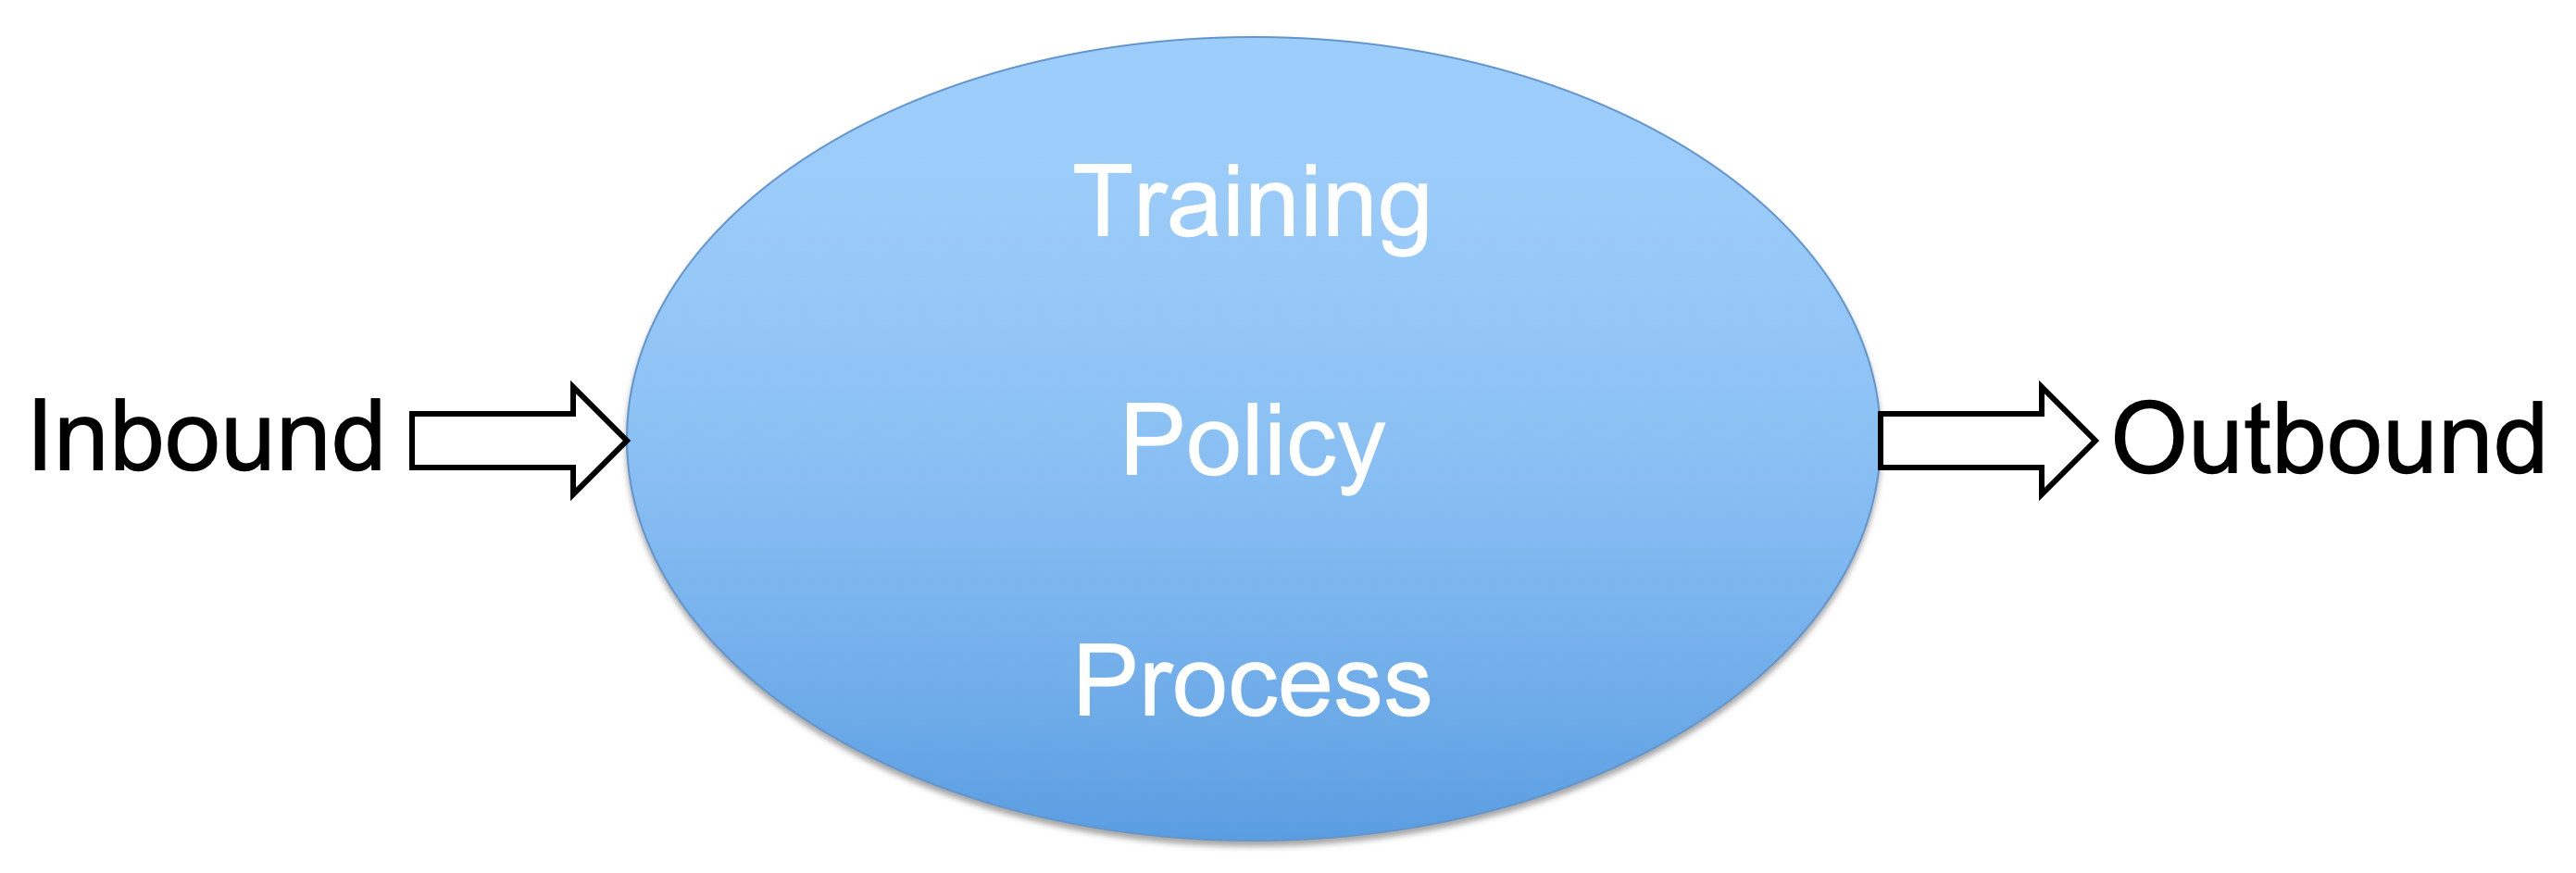 Training
Inbound
Policy
Outbound
Process